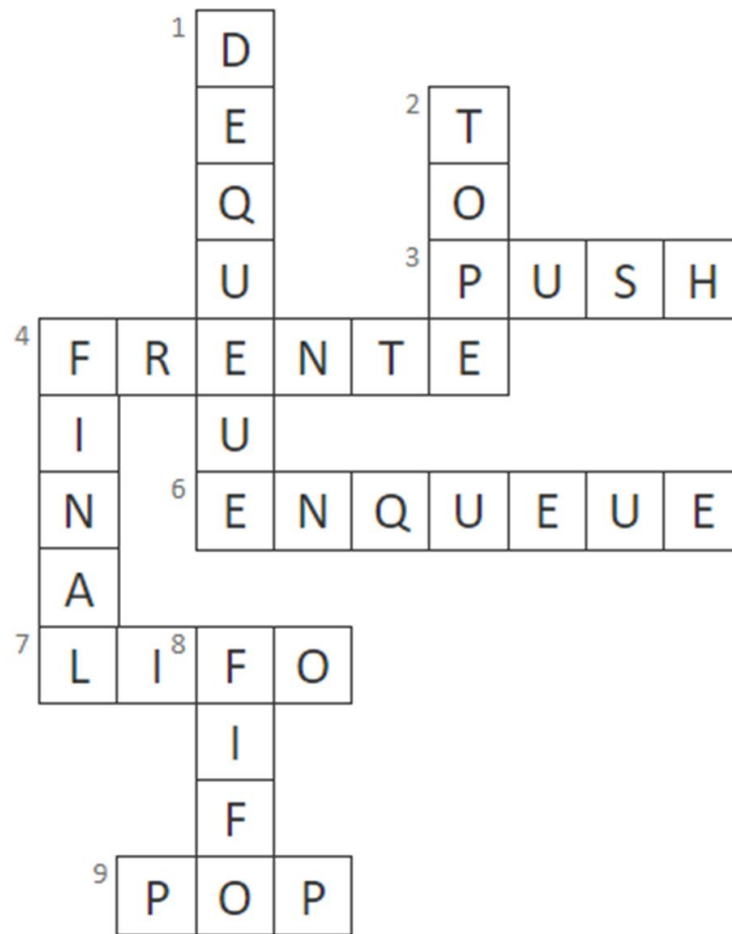 1 D
E 2 T
Q O
U 3 P U S H
4 F R E N T E
I U
N 6 E N Q U E U E
A
7 L I 8 F O
I
F
9 P O P